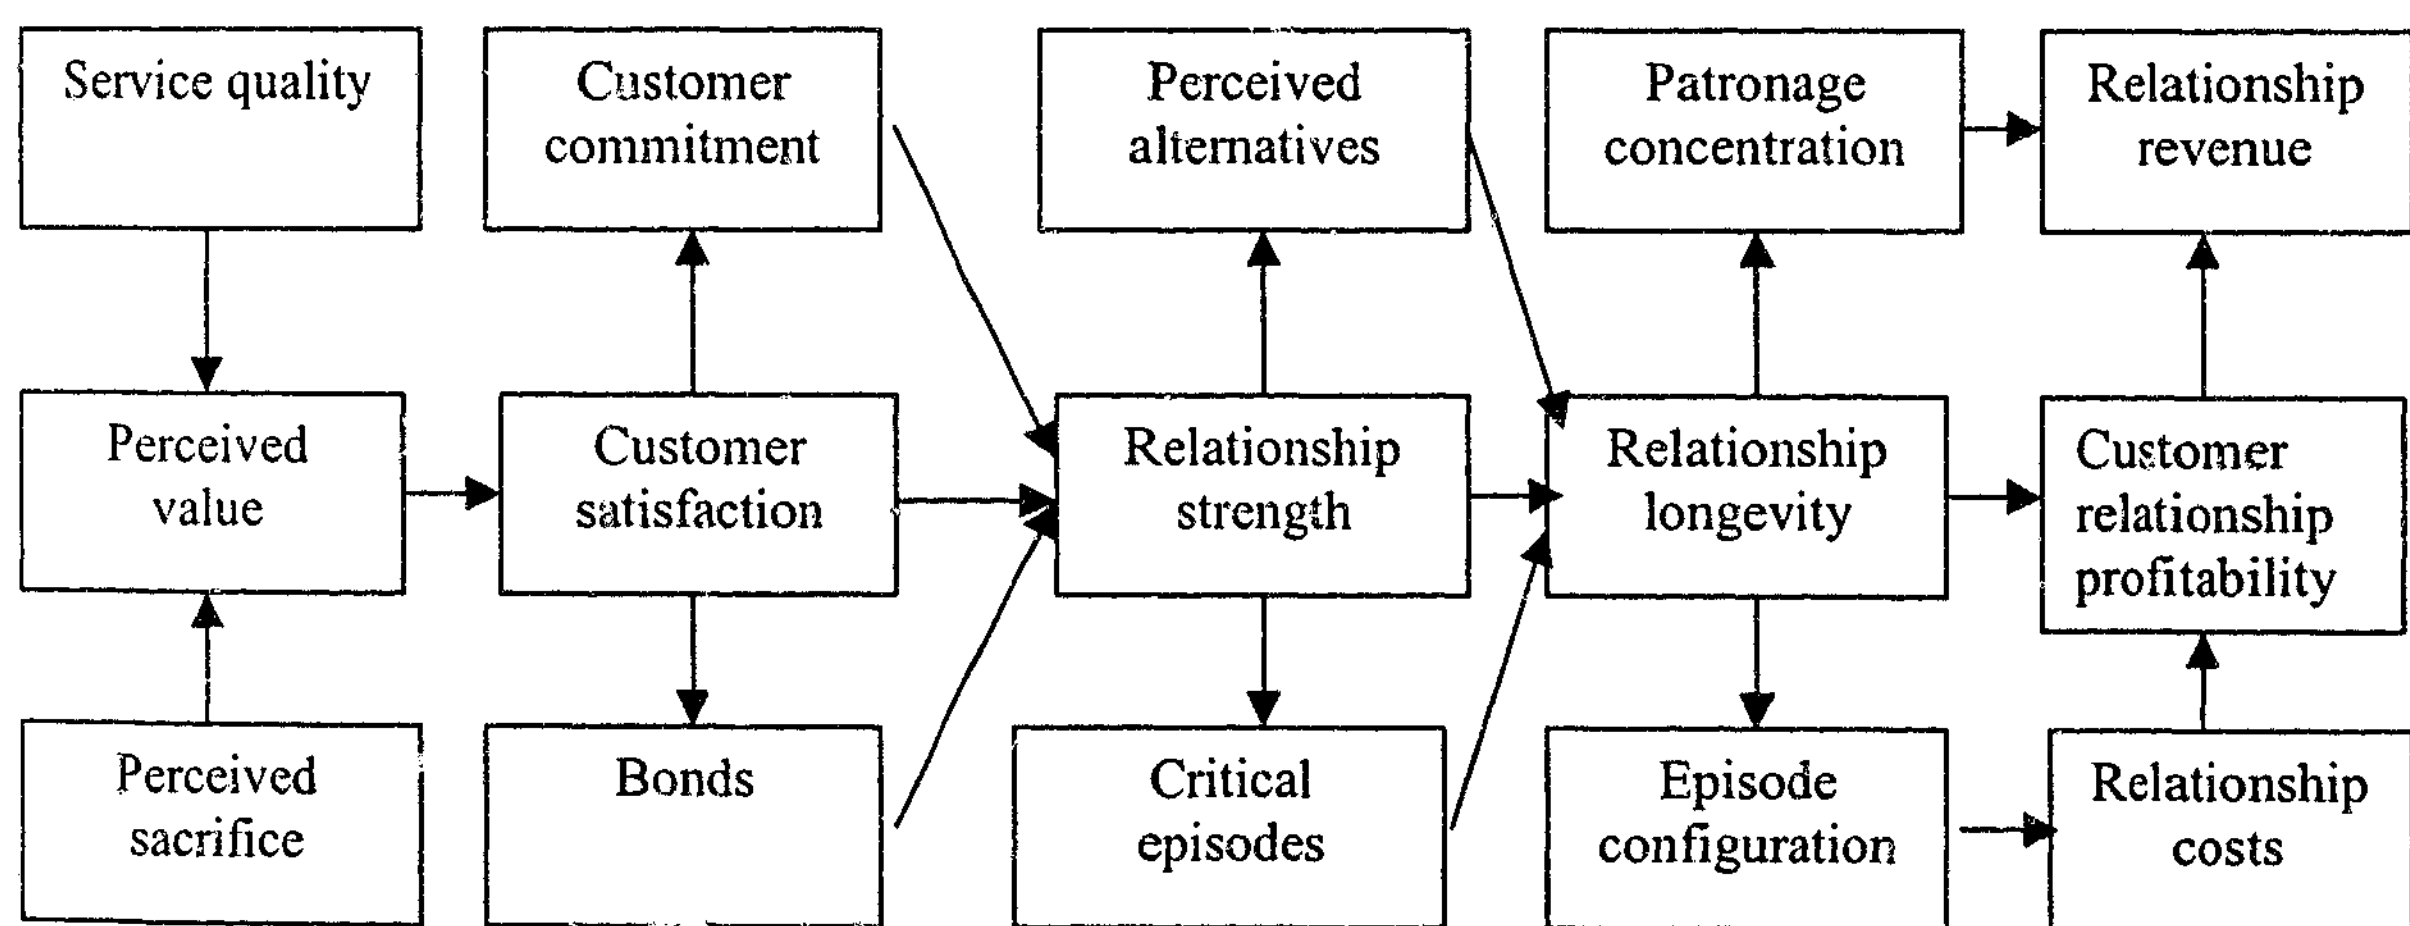 Service quality
Customer
commitment
Perceived
alternatives
Patronage
concentration
Relationship
revenue
Perceived
value
Customer
satisfaction
Relationship
strength
Relationship
longevity
Customer
relationship
profitability
Perceived
sacrifice
Bonds
Critical
episodes
Episode
configuration
Relationship
costs